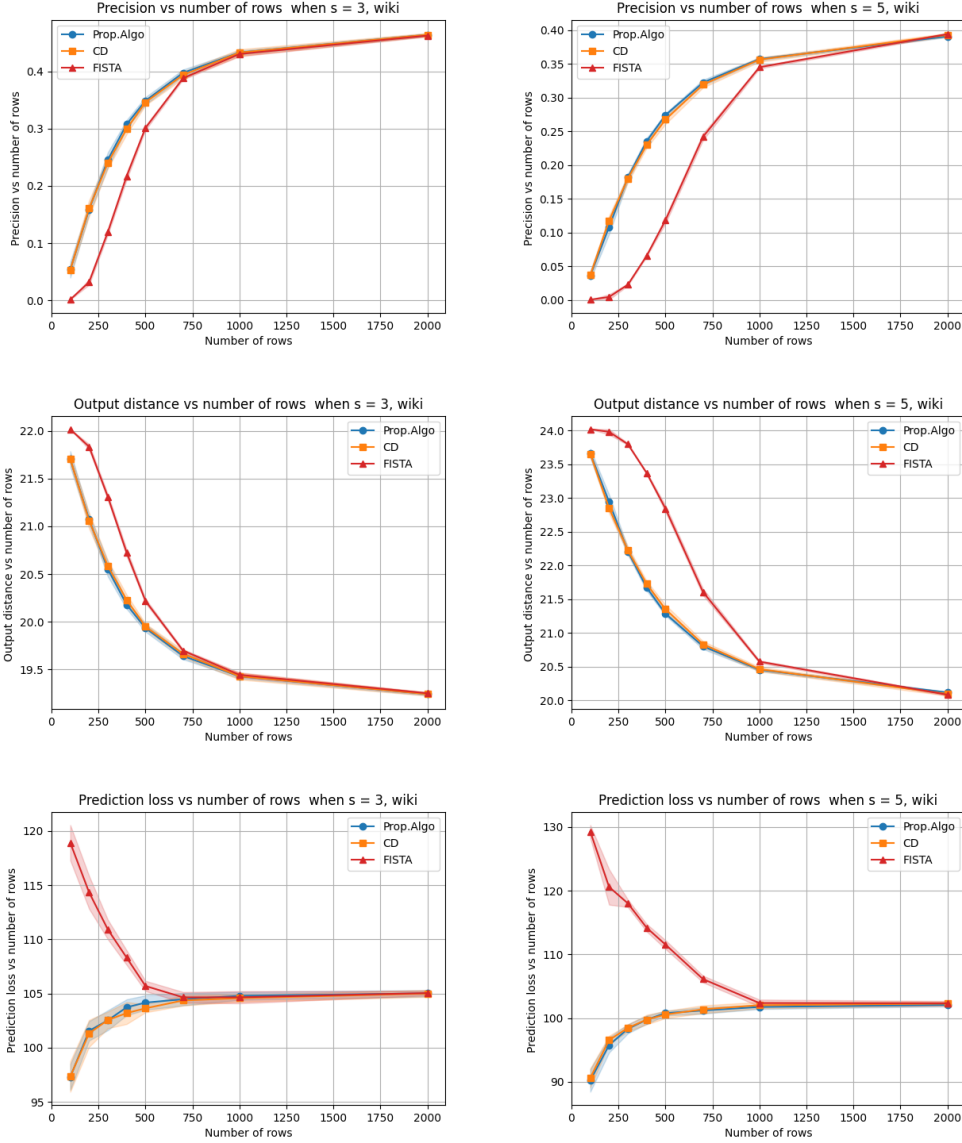 Precision vs number of rows  when s = 3, wiki
Precision vs number of rows
0.4
0.3
0.2
0.1
0.0
Prop.Algo
CD
FISTA
0 250 500 750 1000 1250 1500 1750 2000
Number of rows
Precision vs number of rows  when s = 5, wiki
Precision vs number of rows
0.40
0.35
0.30
0.25
0.20
0.15
0.10
0.05
0.00
Prop.Algo
CD
FISTA
0 250 500 750 1000 1250 1500 1750 2000
Number of rows
Output distance vs number of rows  when s = 3, wiki
Output distance vs number of rows
22.0
21.5
21.0
20.5
20.0
19.5
Prop.Algo
CD
FISTA
0 250 500 750 1000 1250 1500 1750 2000
Number of rows
Output distance vs number of rows  when s = 5, wiki
Output distance vs number of rows
24.0
23.5
23.0
22.5
22.0
21.5
21.0
20.5
20.0
Prop.Algo
CD
FISTA
0 250 500 750 1000 1250 1500 1750 2000
Number of rows
Prediction loss vs number of rows  when s = 3, wiki
Prediction loss vs number of rows
120
115
110
105
100
95
Prop.Algo
CD
FISTA
0 250 500 750 1000 1250 1500 1750 2000
Number of rows
Prediction loss vs number of rows  when s = 5, wiki
Prediction loss vs number of rows
130
120
110
100
90
Prop.Algo
CD
FISTA
0 250 500 750 1000 1250 1500 1750 2000
Number of rows